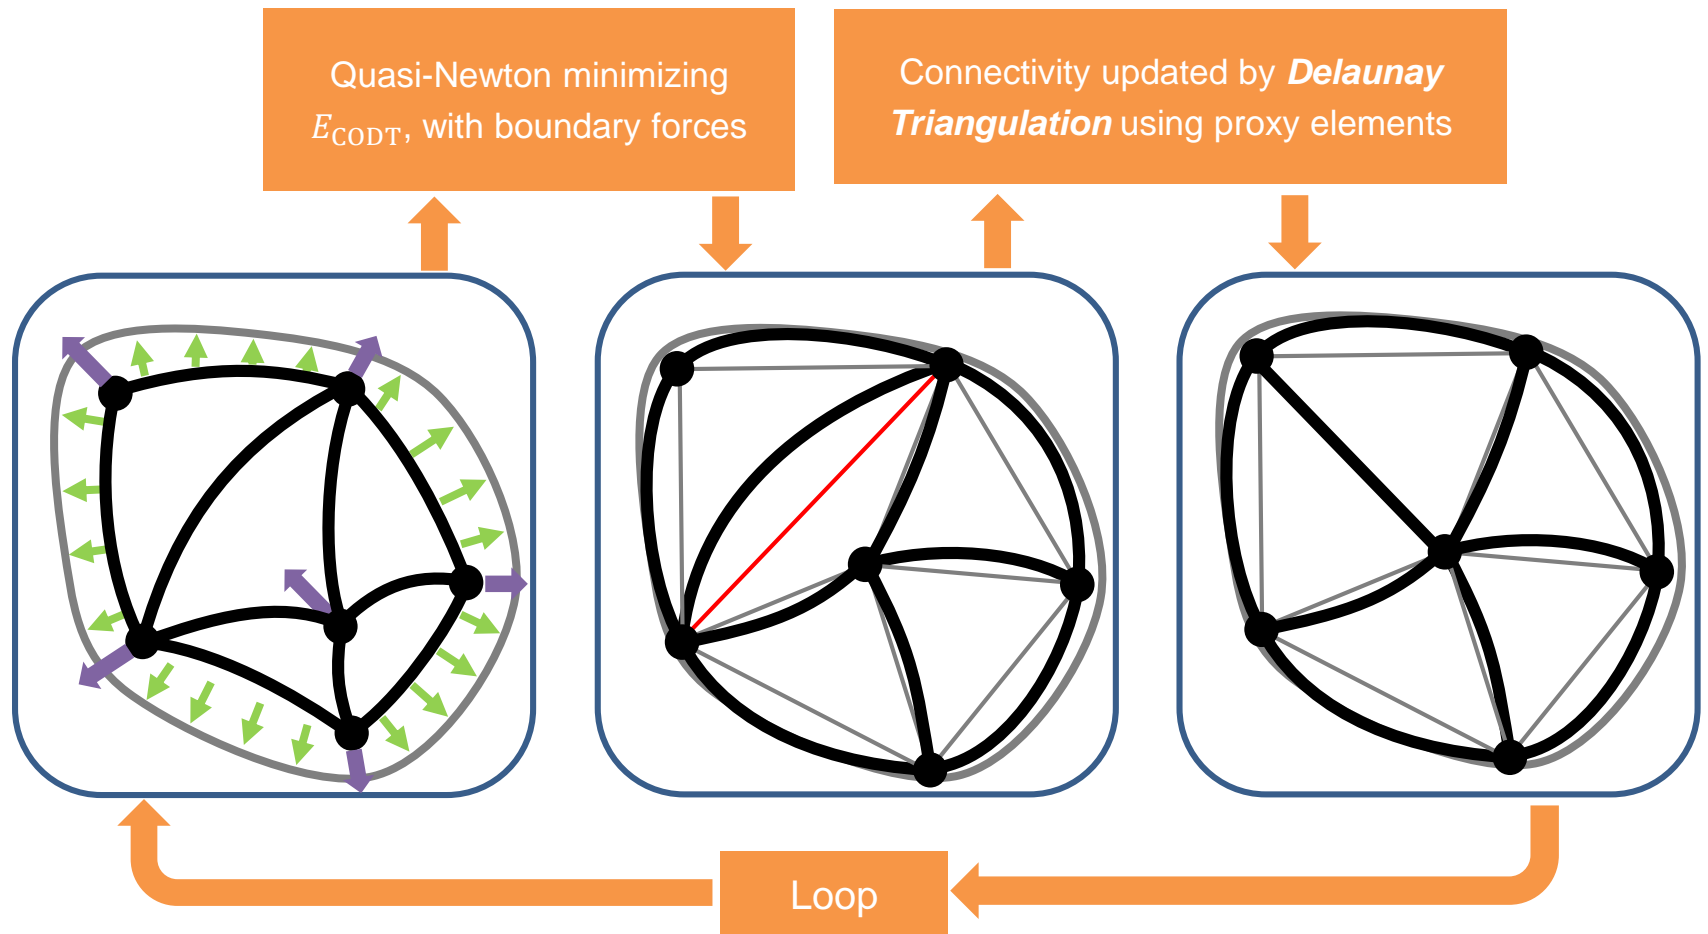 Quasi-Newton minimizing
E_CODT, with boundary forces
Connectivity updated by Delaunay
Triangulation using proxy elements
Loop